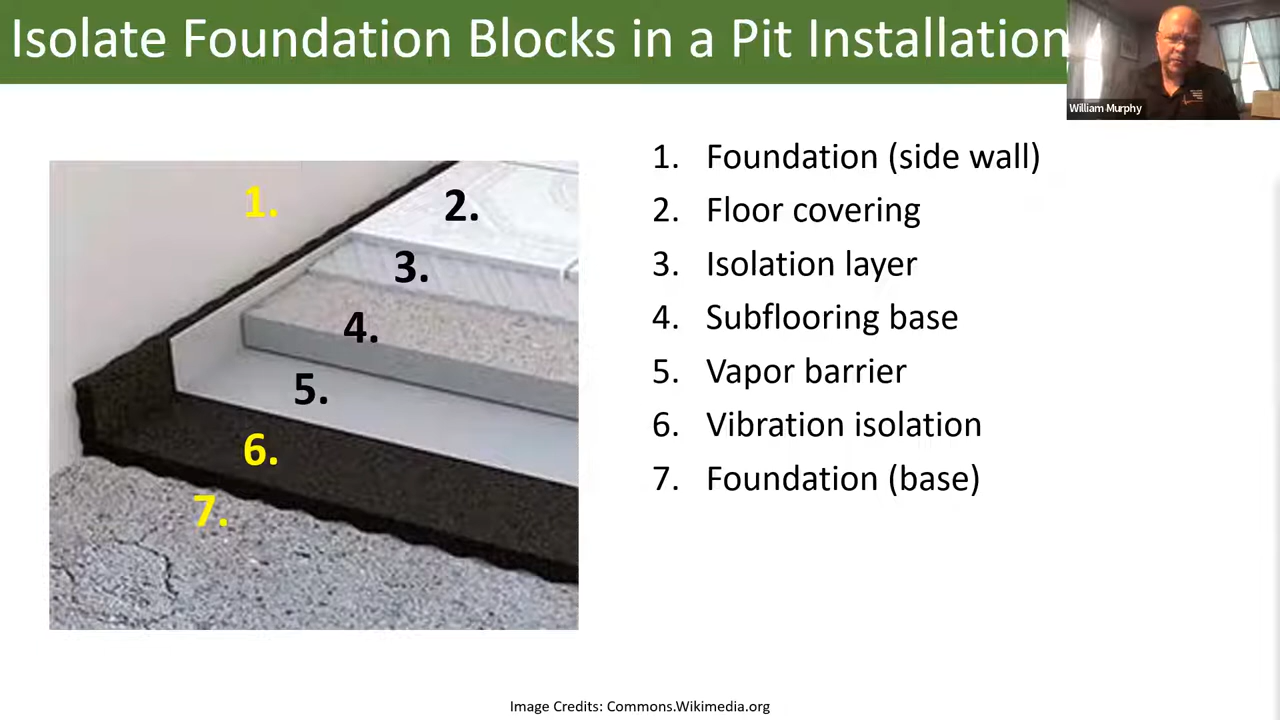 Isolate Foundation Blocks in a Pit Installation
William Murphy
1. Foundation (side wall)
2. Floor covering
3. Isolation layer
4. Subflooring base
5. Vapor barrier
6. Vibration isolation
7. Foundation (base)
1.
2.
3.
4.
5.
6.
7.
Image Credits: Commons.Wikimedia.org